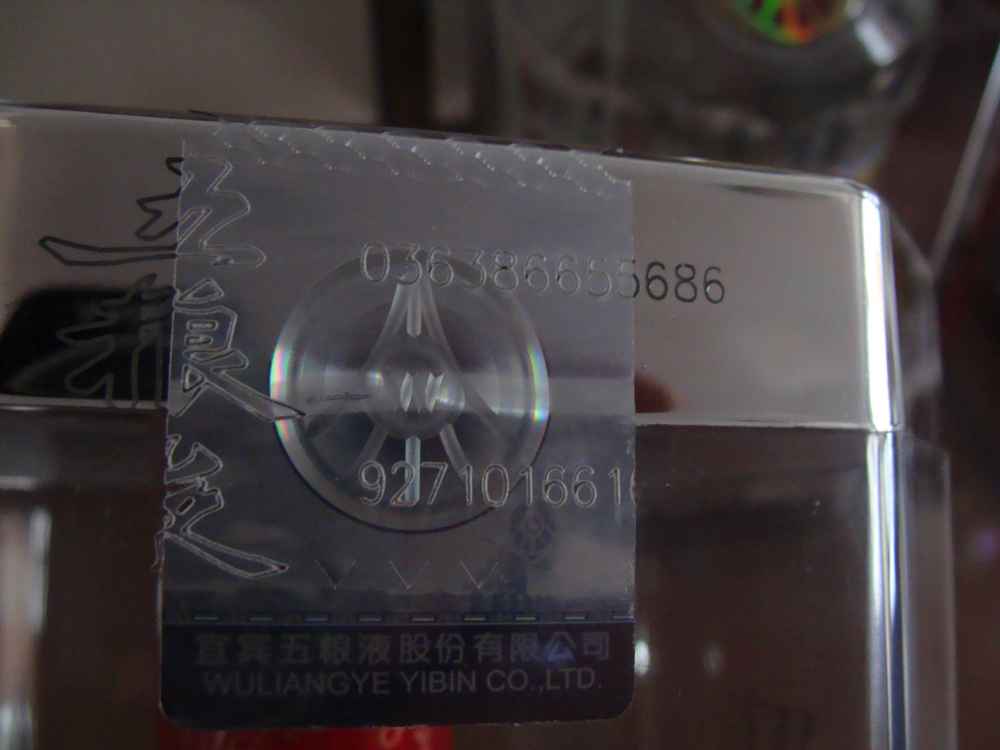 五粮液
036386655686
927101661
宜宾五粮液股份有限公司
WULIANGYE YIBIN CO.,LTD.